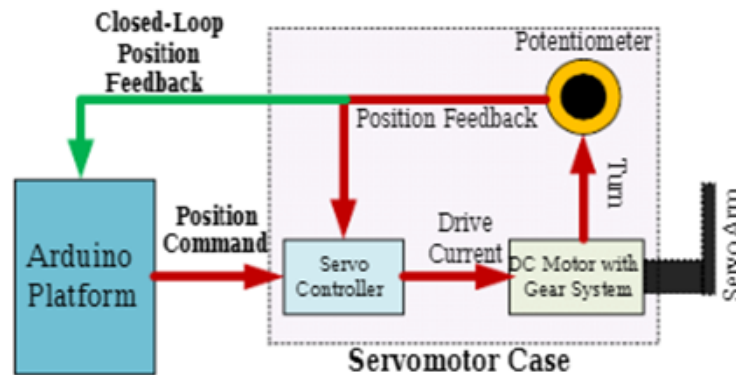 Closed-Loop
Position
Feedback
Potentiometer
Position Feedback
Turn
Arduino
Platform
Position
Command
Servo
Controller
Drive
Current
DC Motor with
Gear System
Servo Arm
Servomotor Case